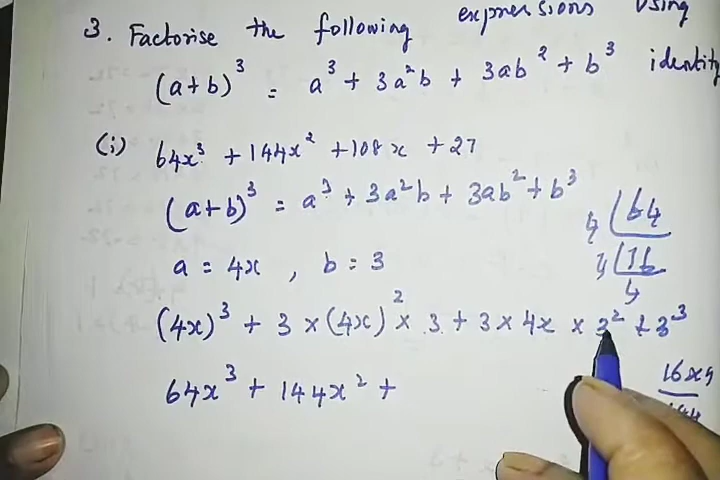 3. Factorise the following expressions using
(a+b)³ = a³ + 3a²b + 3ab² + b³ identity
(i) 64x³ + 144x² + 108x + 27
(a+b)³ = a³ + 3a²b + 3ab² + b³
4 64
a = 4x , b = 3
4 16
4
(4x)³ + 3 × (4x)² × 3 + 3 × 4x × 3² + 3³
64x³ + 144x² +
16×9
144